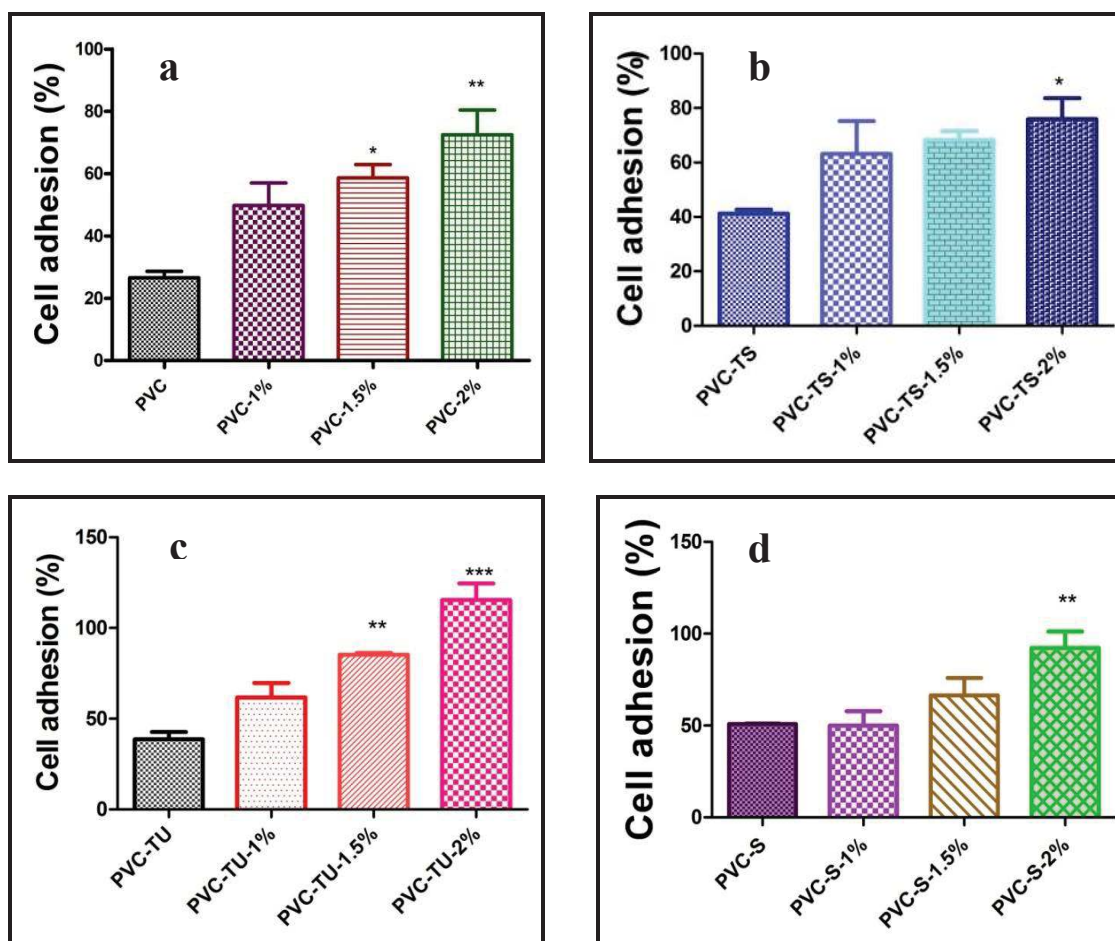 a
Cell adhesion (%)
100
80
60
40
20
0
*
**
PVC
PVC-1%
PVC-1.5%
PVC-2%
b
Cell adhesion (%)
100
80
60
40
20
0
*
PVC-TS
PVC-TS-1%
PVC-TS-1.5%
PVC-TS-2%
c
Cell adhesion (%)
150
100
50
0
**
***
PVC-TU
PVC-TU-1%
PVC-TU-1.5%
PVC-TU-2%
d
Cell adhesion (%)
150
100
50
0
**
PVC-S
PVC-S-1%
PVC-S-1.5%
PVC-S-2%